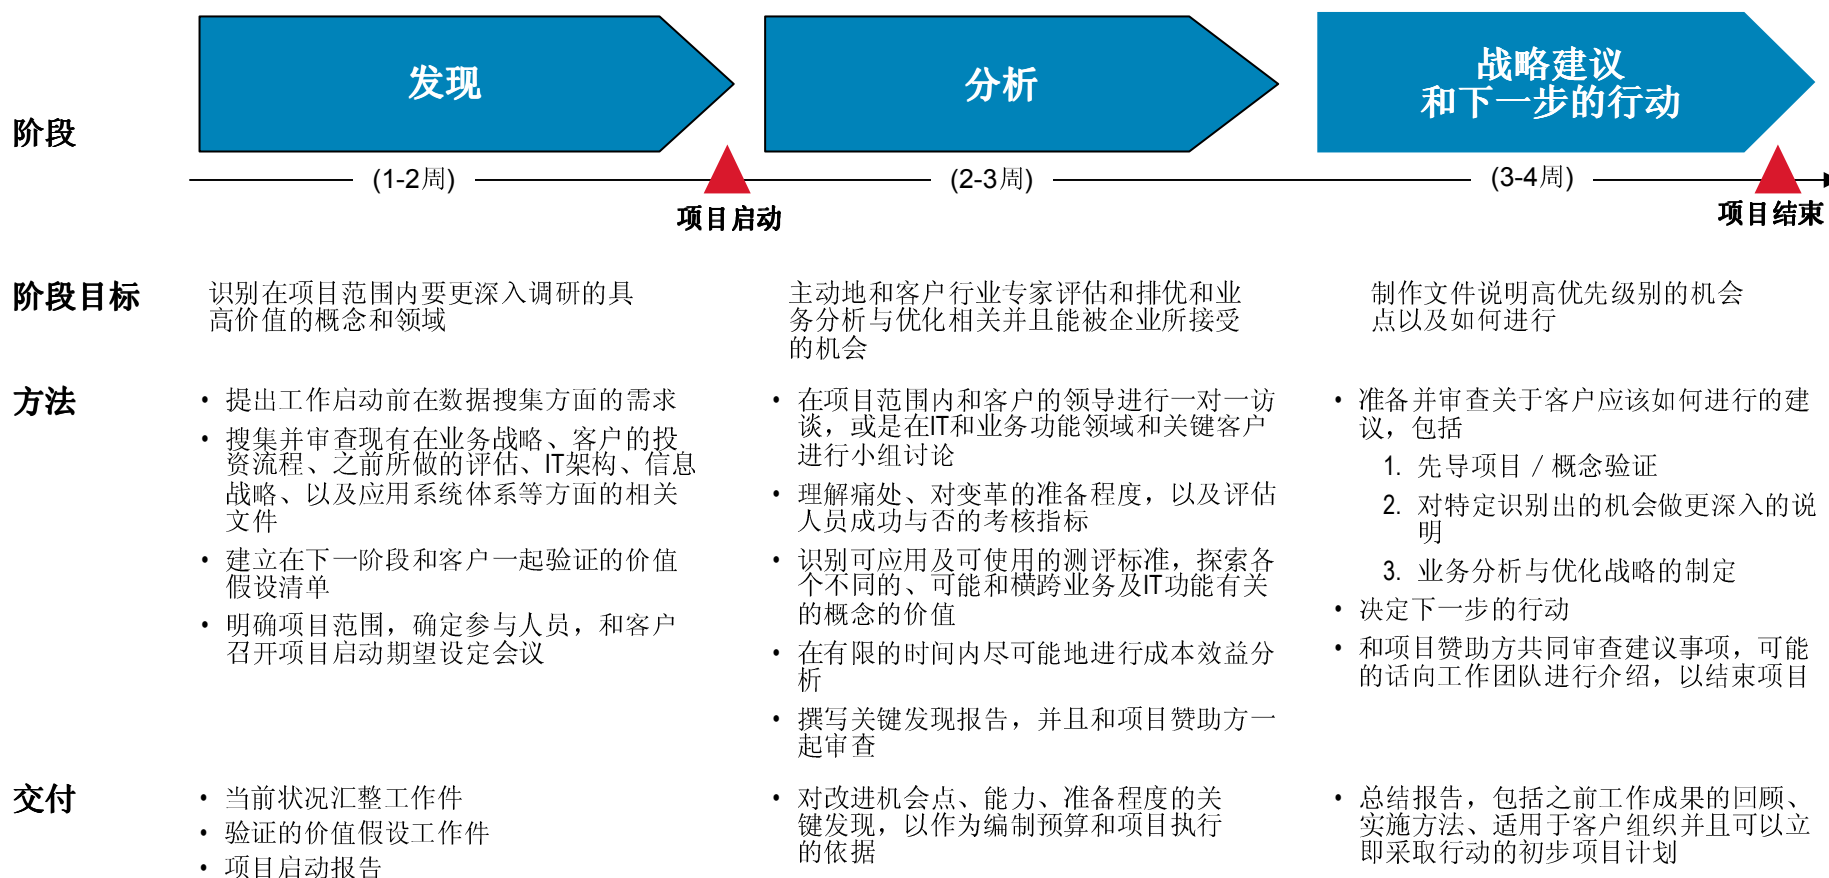 发现
分析
战略建议
和下一步的行动
阶段
(1-2周)
(2-3周)
(3-4周)
项目启动
项目结束
阶段目标
识别在项目范围内要更深入调研的具
高价值的概念和领域
主动地和客户行业专家评估和排优和业
务分析与优化相关并且能被企业所接受
的机会
制作文件说明高优先级别的机会
点以及如何进行
方法
• 提出工作启动前在数据搜集方面的需求
• 搜集并审查现有在业务战略、客户的投
资流程、之前所做的评估、IT架构、信息
战略、以及应用系统体系等方面的相关
文件
• 建立在下一阶段和客户一起验证的价值
假设清单
• 明确项目范围，确定参与人员，和客户
召开项目启动期望设定会议
• 在项目范围内和客户的领导进行一对一访
谈，或是在IT和业务功能领域和关键客户
进行小组讨论
• 理解痛处、对变革的准备程度，以及评估
人员成功与否的考核指标
• 识别可应用及可使用的测评标准，探索各
个不同的、可能和横跨业务及IT功能有关
的概念的价值
• 在有限的时间内尽可能地进行成本效益分
析
• 撰写关键发现报告，并且和项目赞助方一
起审查
• 准备并审查关于客户应该如何进行的建
议，包括
1. 先导项目／概念验证
2. 对特定识别出的机会做更深入的说
明
3. 业务分析与优化战略的制定
• 决定下一步的行动
• 和项目赞助方共同审查建议事项，可能
的话向工作团队进行介绍，以结束项目
交付
• 当前状况汇整工作件
• 验证的价值假设工作件
• 项目启动报告
• 对改进机会点、能力、准备程度的关
键发现，以作为编制预算和项目执行
的依据
• 总结报告，包括之前工作成果的回顾、
实施方法、适用于客户组织并且可以立
即采取行动的初步项目计划